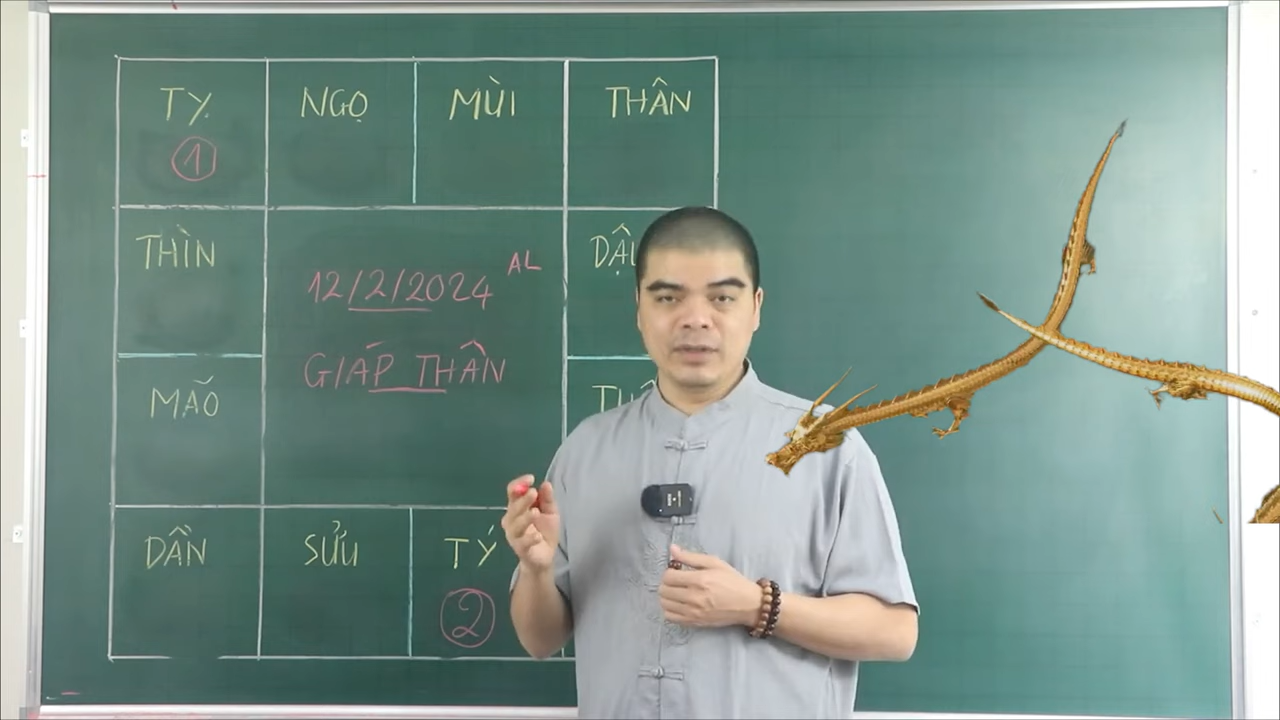 TỴ NGỌ MÙI THÂN
①
THÌN
12/2/2024 AL
GIÁP THÂN
MÃO
DẦN SỬU TÝ
②